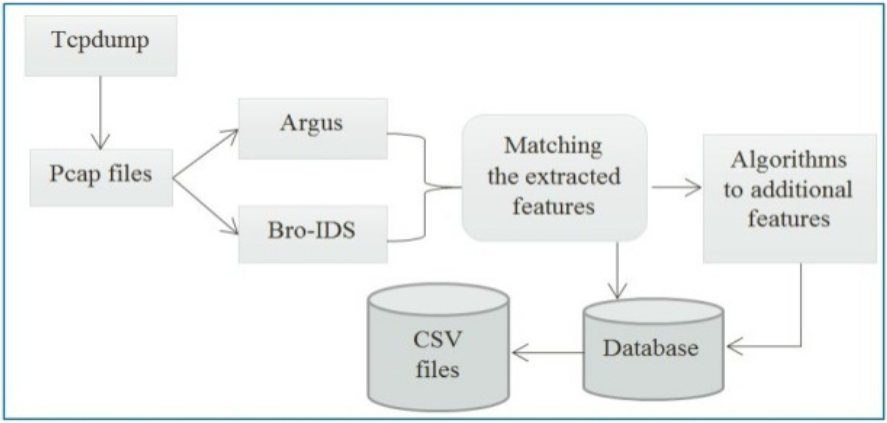 Tcpdump
Pcap files
Argus
Bro-IDS
Matching
the extracted
features
Algorithms
to additional
features
Database
CSV
files